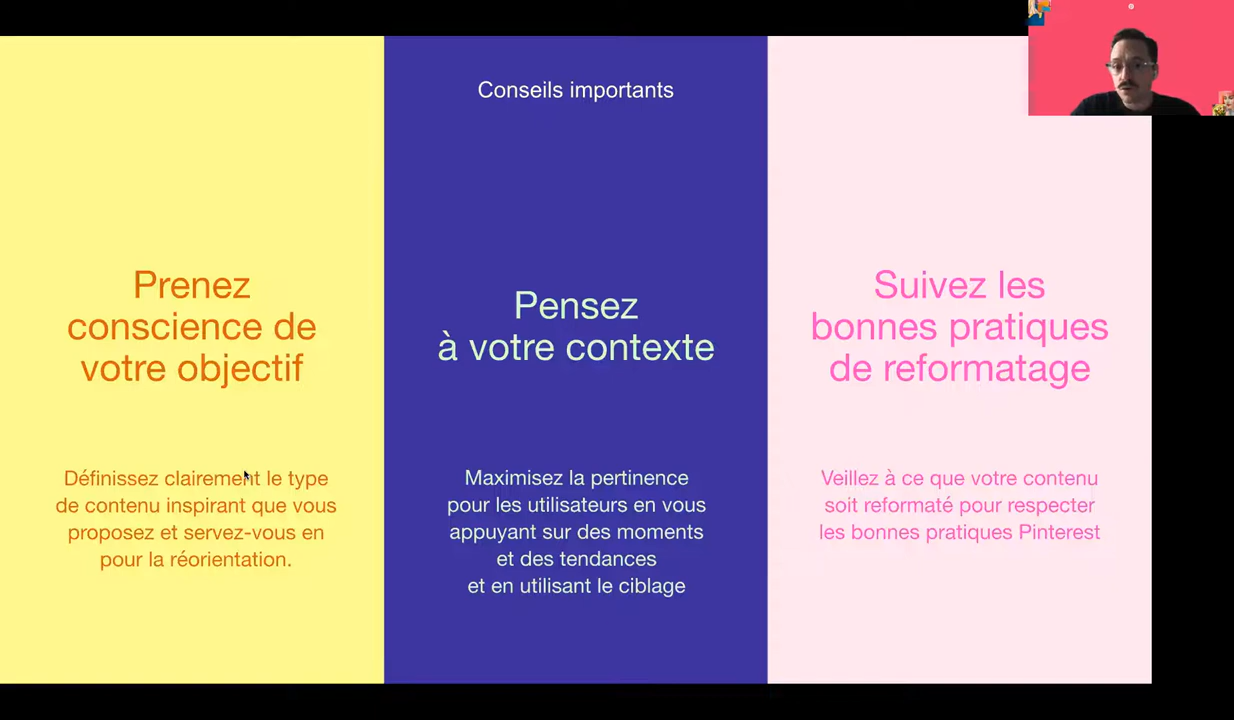 Conseils importants
Prenez
conscience de
votre objectif
Définissez clairement le type
de contenu inspirant que vous
proposez et servez-vous en
pour la réorientation.
Pensez
à votre contexte
Maximisez la pertinence
pour les utilisateurs en vous
appuyant sur des moments
et des tendances
et en utilisant le ciblage
Suivez les
bonnes pratiques
de reformatage
Veillez à ce que votre contenu
soit reformaté pour respecter
les bonnes pratiques Pinterest